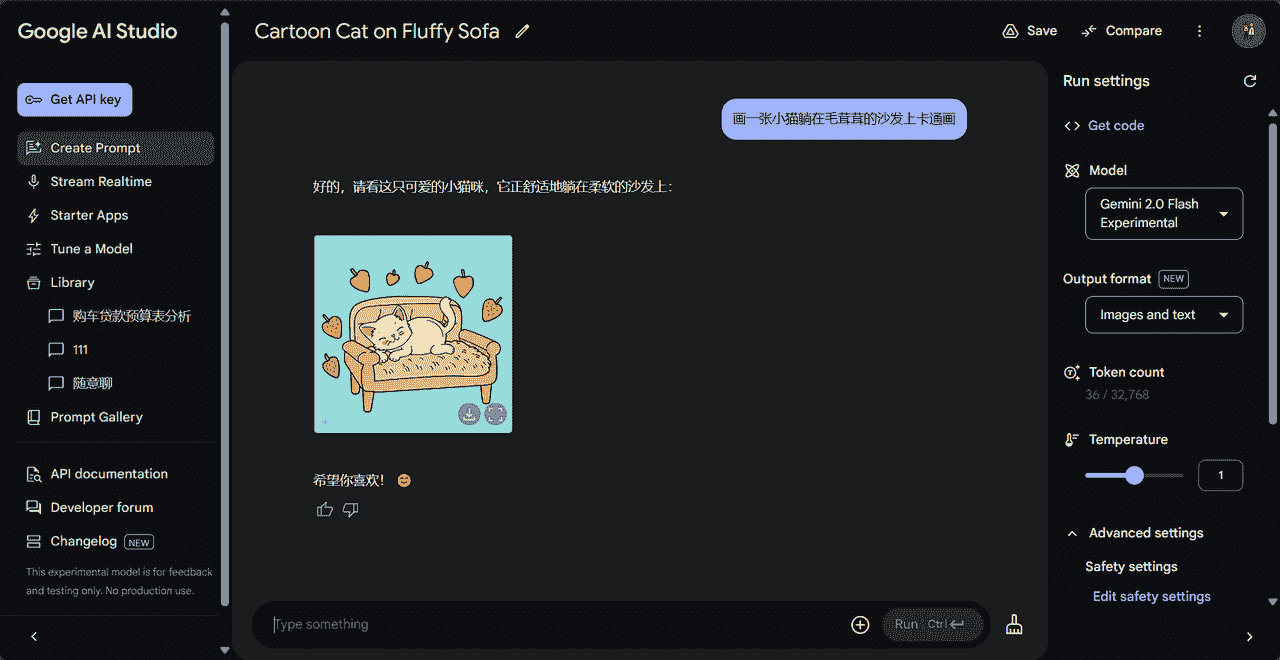 Google AI Studio
Get API key
Create Prompt
Stream Realtime
Starter Apps
Tune a Model
Library
购车贷款预算表分析
111
随意聊
Prompt Gallery
API documentation
Developer forum
Changelog NEW
This experimental model is for feedback
and testing only. No production use.
Cartoon Cat on Fluffy Sofa
Save
Compare
画一张小猫躺在毛茸茸的沙发上卡通画
好的，请看这只可爱的小猫咪，它正舒适地躺在柔软的沙发上：
希望你喜欢！ 😊
Type something
Run Ctrl
Run settings
Get code
Model
Gemini 2.0 Flash
Experimental
Output format NEW
Images and text
Token count
36 / 32,768
Temperature
1
Advanced settings
Safety settings
Edit safety settings